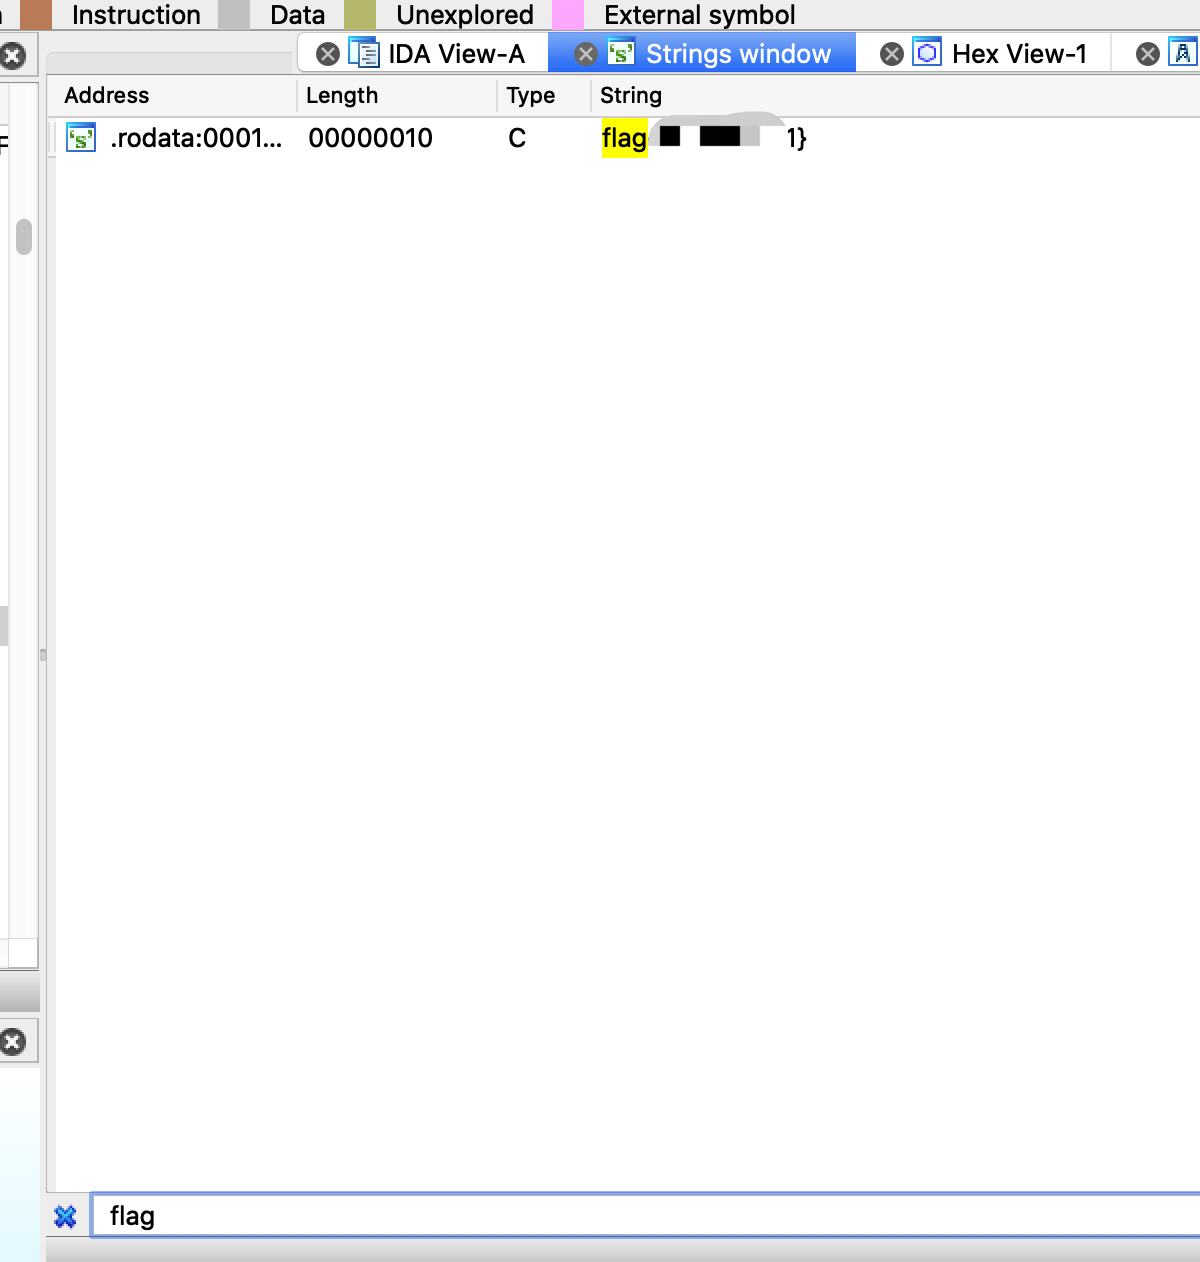 Instruction Data Unexplored External symbol
IDA View-A Strings window Hex View-1
Address Length Type String
.rodata:0001... 00000010 C flag 1}
flag